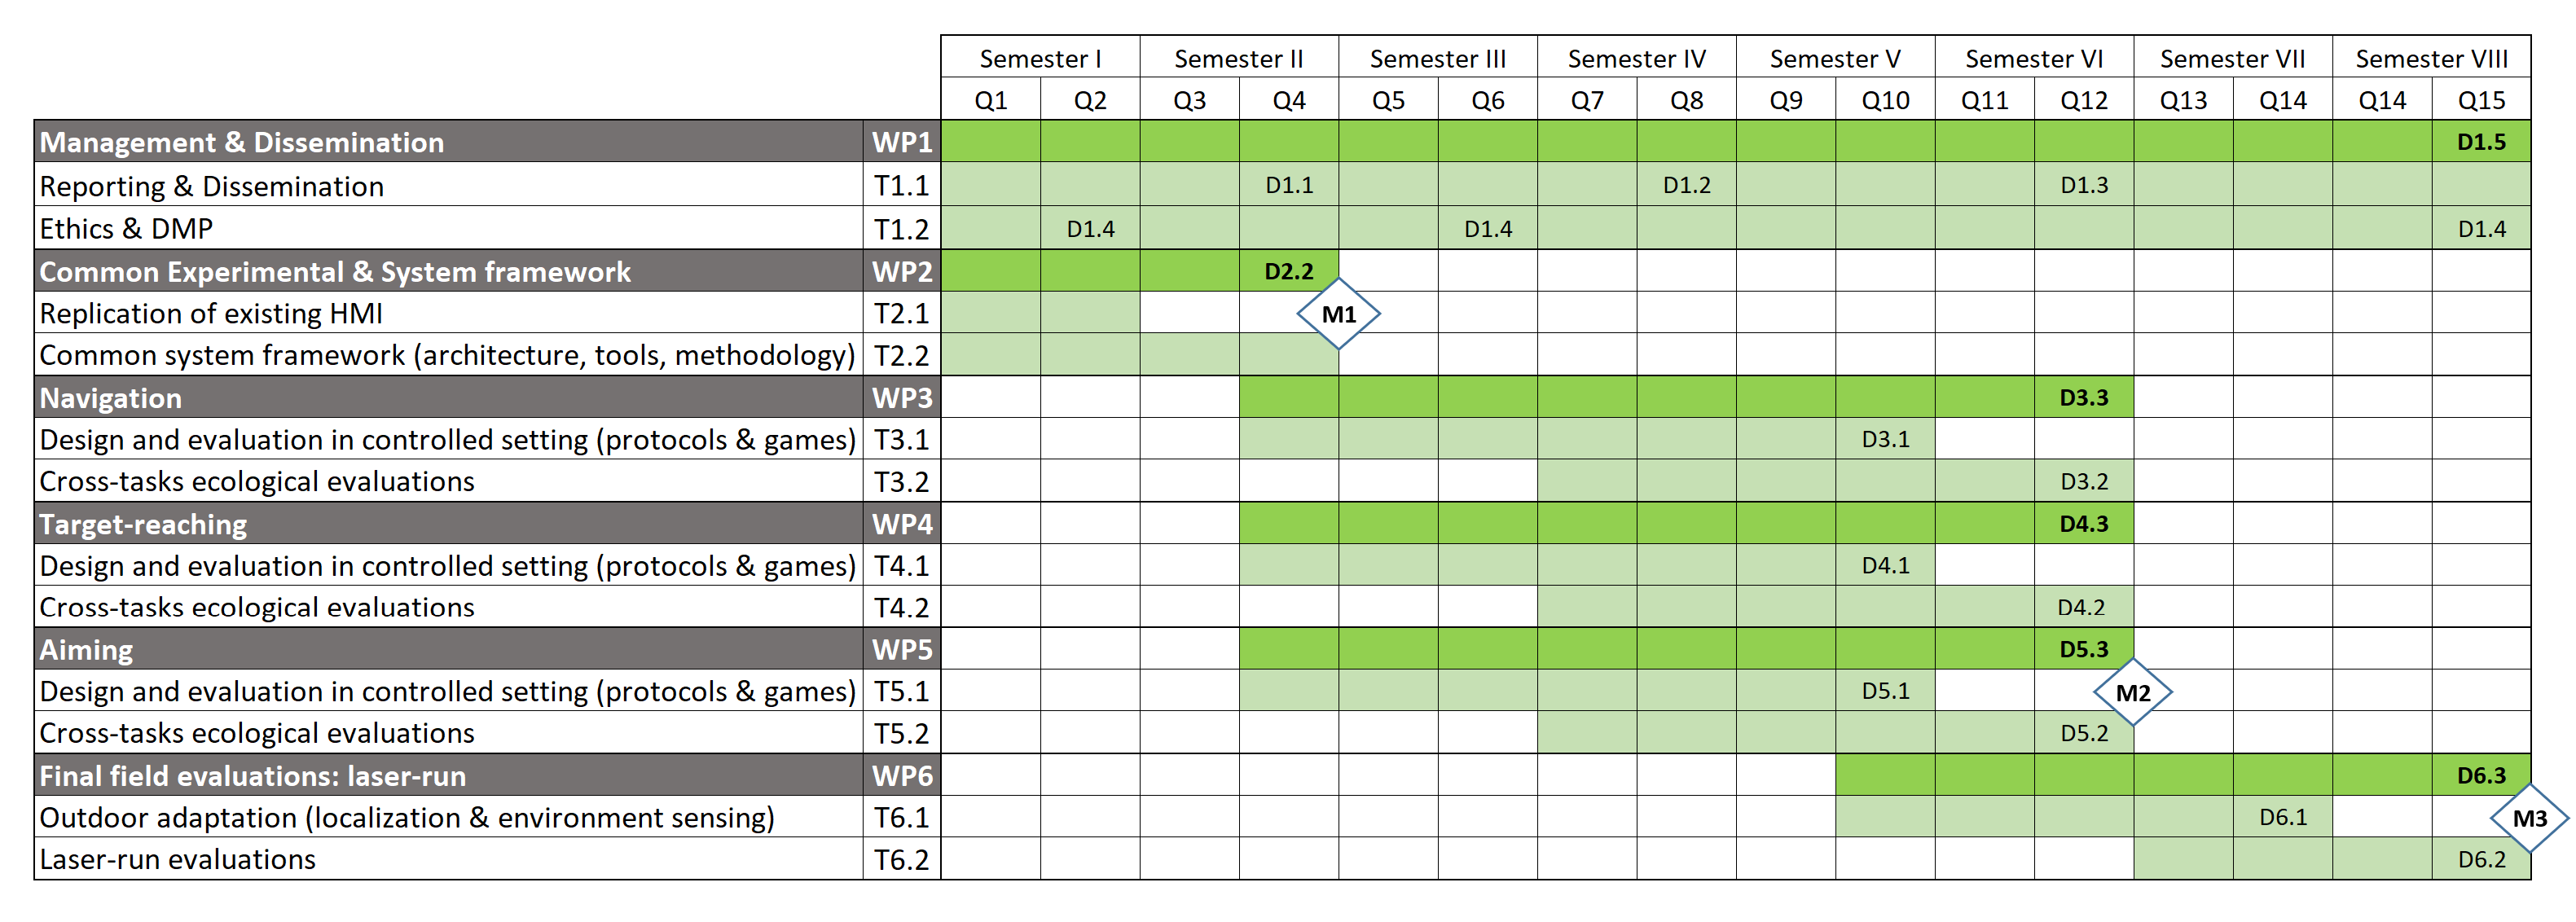 Semester I Semester II Semester III Semester IV Semester V Semester VI Semester VII Semester VIII
Q1 Q2 Q3 Q4 Q5 Q6 Q7 Q8 Q9 Q10 Q11 Q12 Q13 Q14 Q14 Q15
Management & Dissemination WP1 D1.5
Reporting & Dissemination T1.1 D1.1 D1.2 D1.3
Ethics & DMP T1.2 D1.4 D1.4 D1.4
Common Experimental & System framework WP2 D2.2
Replication of existing HMI T2.1 M1
Common system framework (architecture, tools, methodology) T2.2
Navigation WP3 D3.3
Design and evaluation in controlled setting (protocols & games) T3.1 D3.1
Cross-tasks ecological evaluations T3.2 D3.2
Target-reaching WP4 D4.3
Design and evaluation in controlled setting (protocols & games) T4.1 D4.1
Cross-tasks ecological evaluations T4.2 D4.2
Aiming WP5 D5.3
Design and evaluation in controlled setting (protocols & games) T5.1 D5.1 M2
Cross-tasks ecological evaluations T5.2 D5.2
Final field evaluations: laser-run WP6 D6.3
Outdoor adaptation (localization & environment sensing) T6.1 D6.1 M3
Laser-run evaluations T6.2 D6.2